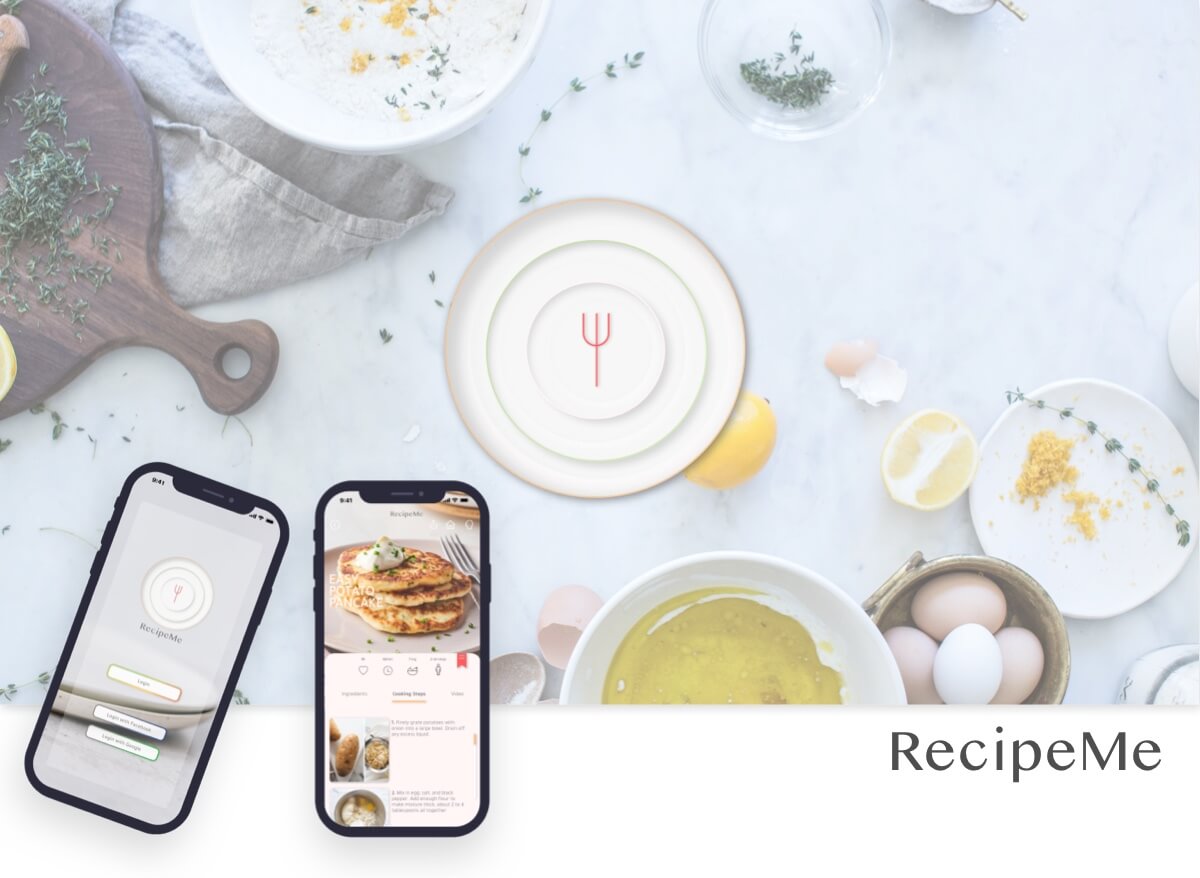 9:41
RecipeMe
Login
Login with Facebook
Login with Google
9:41
RecipeMe
EASY
POTATO
PANCAKE
Ingredients
Cooking Steps
Video
1. Finely grate potatoes with
onion into a large bowl. Drain off
any excess liquid.
2. Mix in egg, salt, and black
pepper. Add enough flour to
make mixture thick, about 2 to 4
tablespoons all together.
RecipeMe